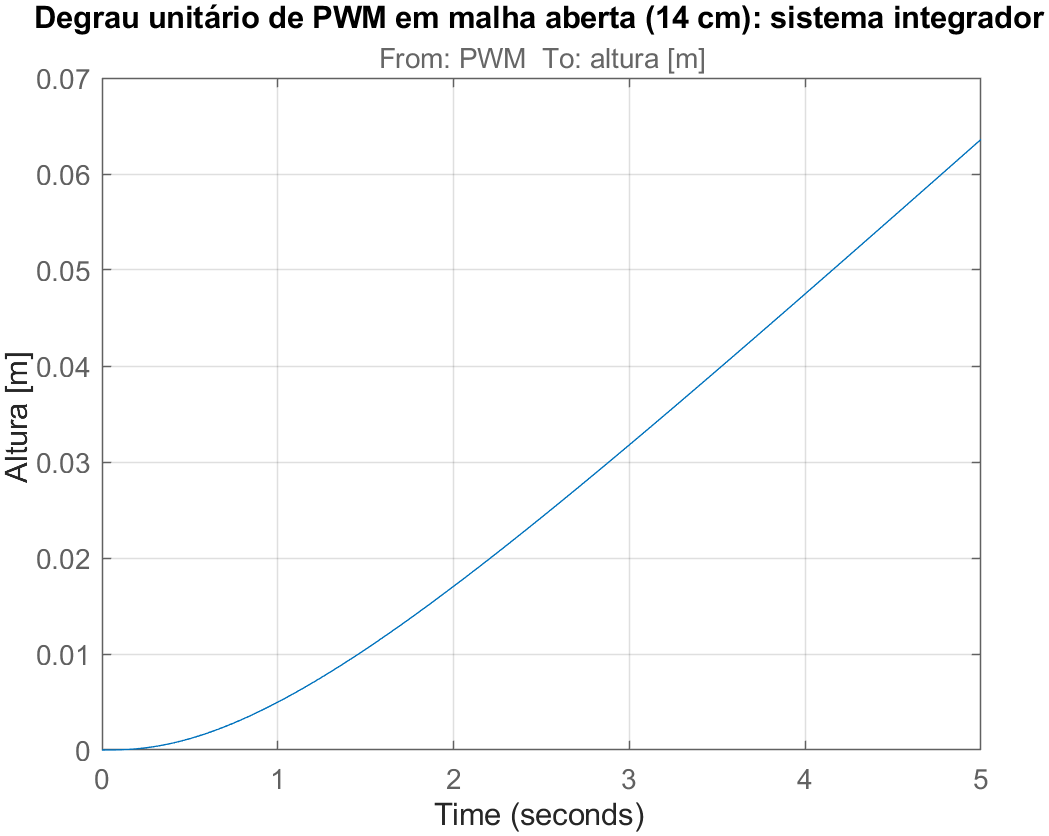 Degrau unitário de PWM em malha aberta (14 cm): sistema integrador
From: PWM  To: altura [m]
0.07
0.06
0.05
0.04
0.03
0.02
0.01
0
Altura [m]
0 1 2 3 4 5
Time (seconds)